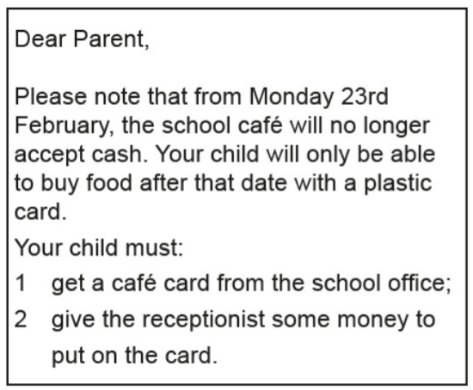 Dear Parent,
Please note that from Monday 23rd
February, the school café will no longer
accept cash. Your child will only be able
to buy food after that date with a plastic
card.
Your child must:
1 get a café card from the school office;
2 give the receptionist some money to
put on the card.